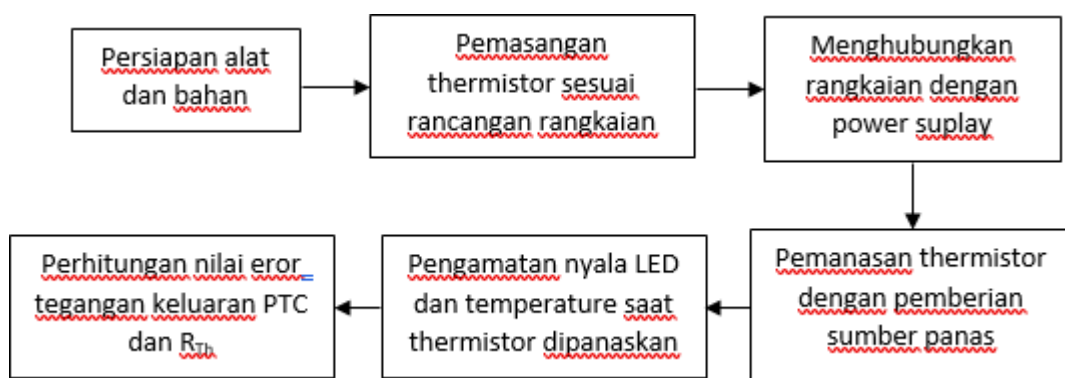 Persiapan alat
dan bahan
Pemasangan
thermistor sesuai
rancangan rangkaian
Menghubungkan
rangkaian dengan
power suplay
Pemanasan thermistor
dengan pemberian
sumber panas
Pengamatan nyala LED
dan temperature saat
thermistor dipanaskan
Perhitungan nilai eror
tegangan keluaran PTC
dan R_Th